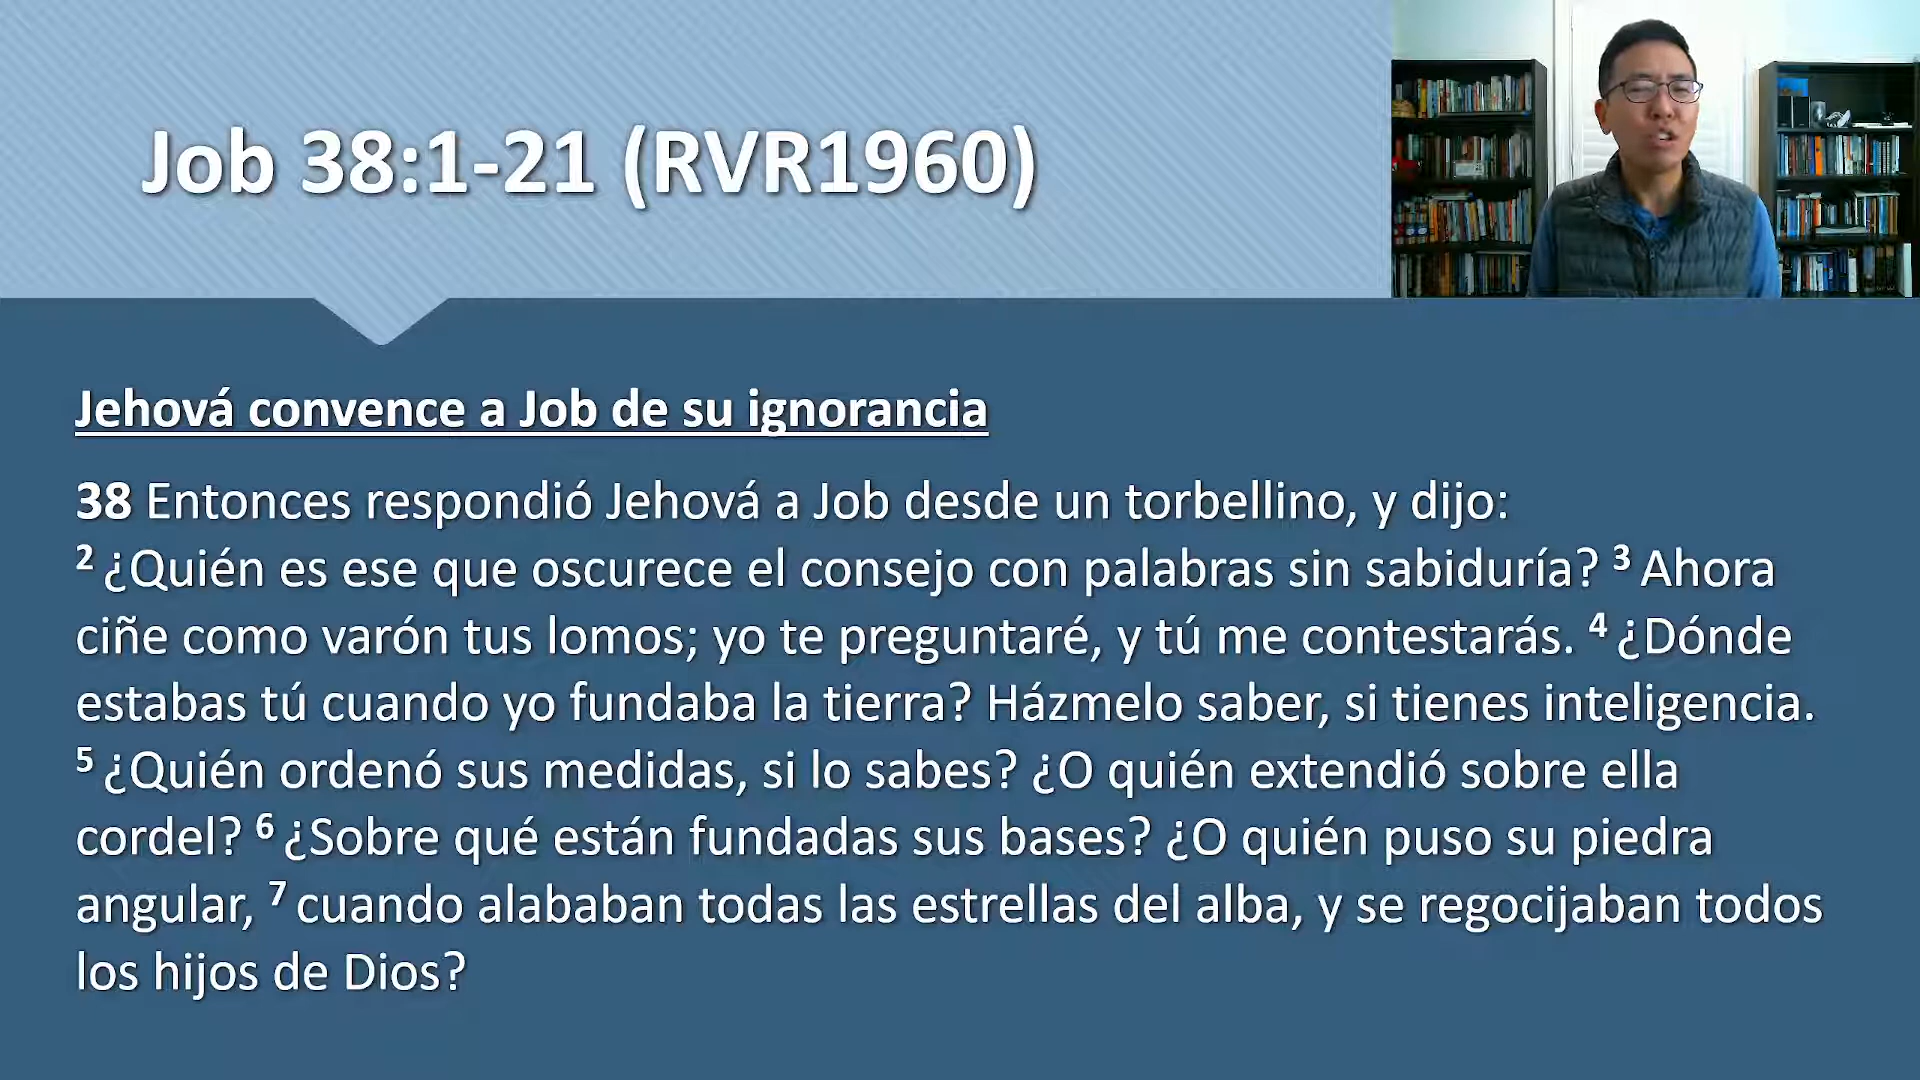 Job 38:1-21 (RVR1960)
Jehová convence a Job de su ignorancia
38 Entonces respondió Jehová a Job desde un torbellino, y dijo:
2 ¿Quién es ese que oscurece el consejo con palabras sin sabiduría? 3 Ahora
ciñe como varón tus lomos; yo te preguntaré, y tú me contestarás. 4 ¿Dónde
estabas tú cuando yo fundaba la tierra? Házmelo saber, si tienes inteligencia.
5 ¿Quién ordenó sus medidas, si lo sabes? ¿O quién extendió sobre ella
cordel? 6 ¿Sobre qué están fundadas sus bases? ¿O quién puso su piedra
angular, 7 cuando alababan todas las estrellas del alba, y se regocijaban todos
los hijos de Dios?